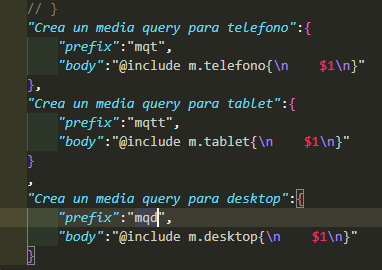 // }
"Crea un media query para telefono":{
"prefix":"mqt",
"body":"@include m.telefono{\n    $1\n}"
},
"Crea un media query para tablet":{
"prefix":"mqtt",
"body":"@include m.tablet{\n    $1\n}"
}
,
"Crea un media query para desktop":{
"prefix":"mqd",
"body":"@include m.desktop{\n    $1\n}"
}